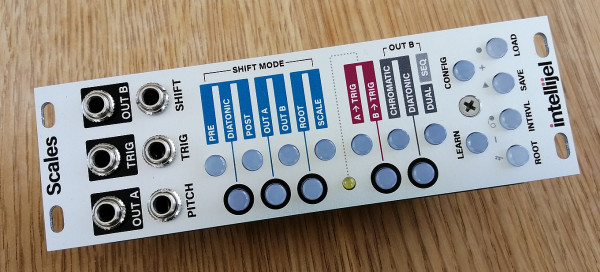 Scales
OUT B
SHIFT
TRIG
TRIG
OUT A
PITCH
SHIFT MODE
PRE
DIATONIC
POST
OUT A
OUT B
ROOT
SCALE
OUT B
A → TRIG
B → TRIG
CHROMATIC
DIATONIC
DUAL
SEQ
CONFIG
LOAD
SAVE
LEARN
INTRVL
ROOT
intellijel